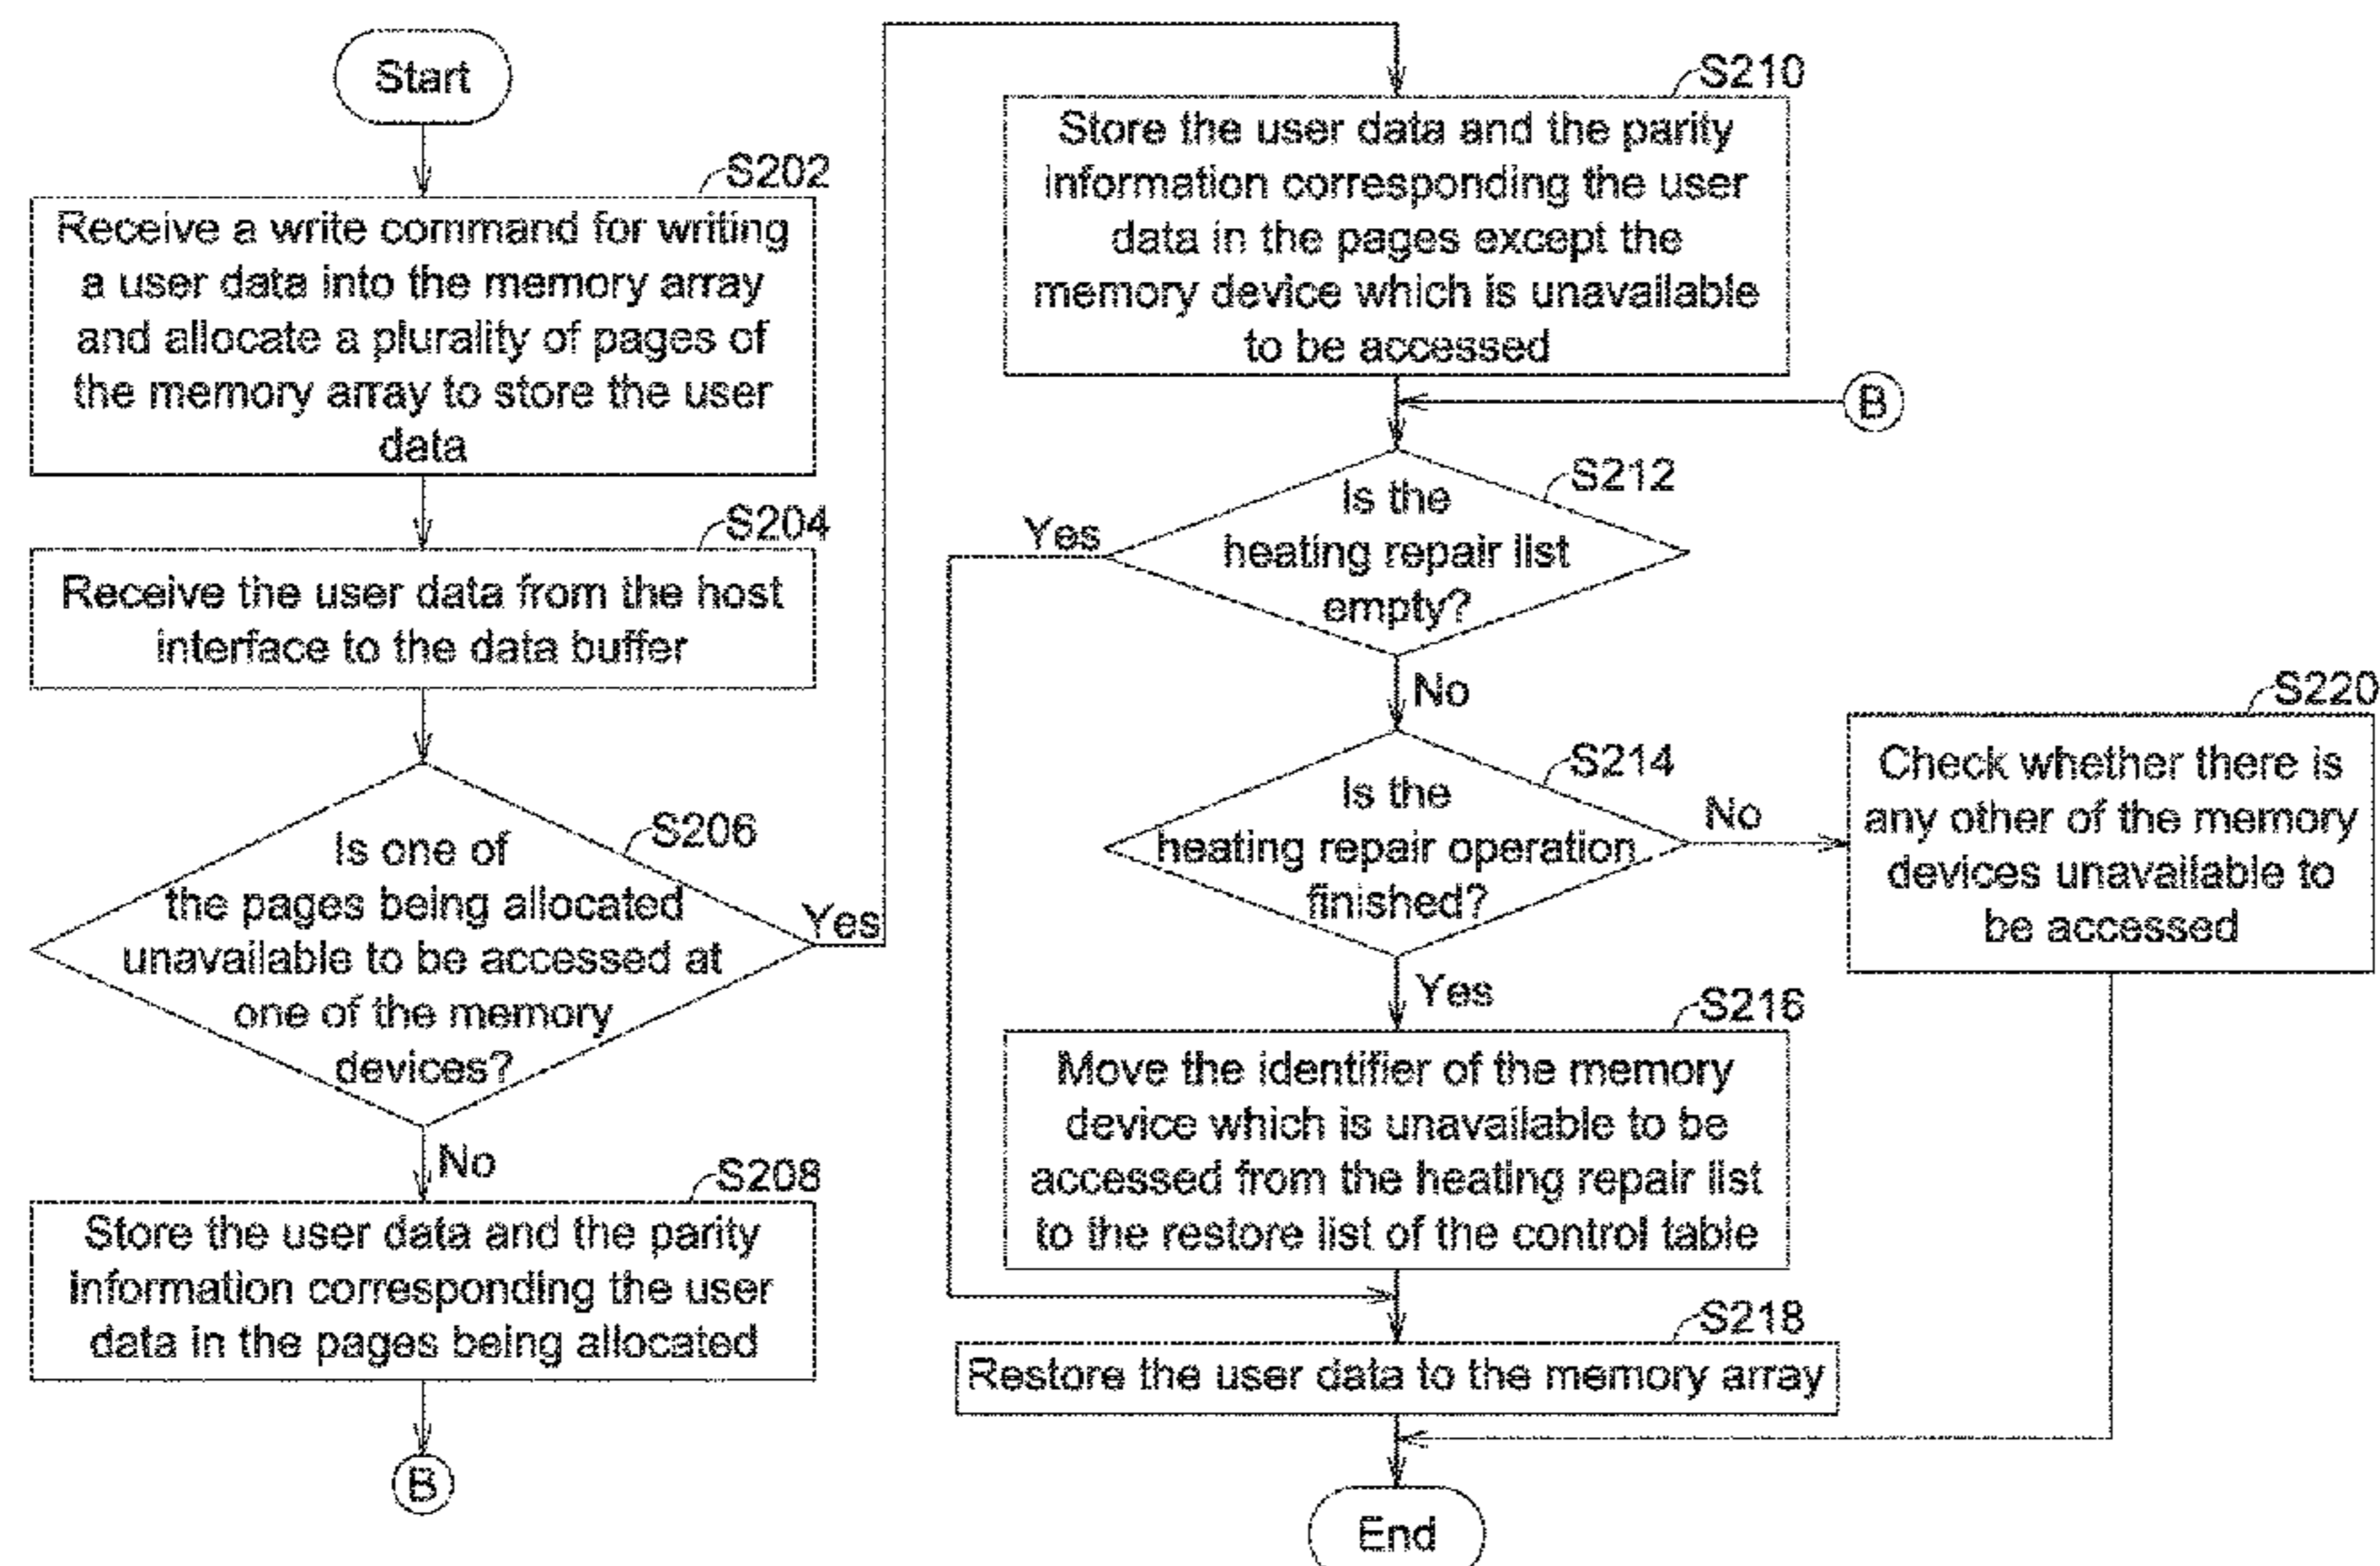 Start
S202
Receive a write command for writing
a user data into the memory array
and allocate a plurality of pages of
the memory array to store the user
data
S204
Receive the user data from the host
interface to the data buffer
S206
Is one of
the pages being allocated
unavailable to be accessed at
one of the memory
devices?
Yes
No
S208
Store the user data and the parity
information corresponding the user
data in the pages being allocated
B
S210
Store the user data and the parity
information corresponding the user
data in the pages except the
memory device which is unavailable
to be accessed
B
S212
Is the
heating repair list
empty?
Yes
No
S214
Is the
heating repair operation
finished?
No
Yes
S220
Check whether there is
any other of the memory
devices unavailable to
be accessed
S216
Move the identifier of the memory
device which is unavailable to be
accessed from the heating repair list
to the restore list of the control table
S218
Restore the user data to the memory array
End